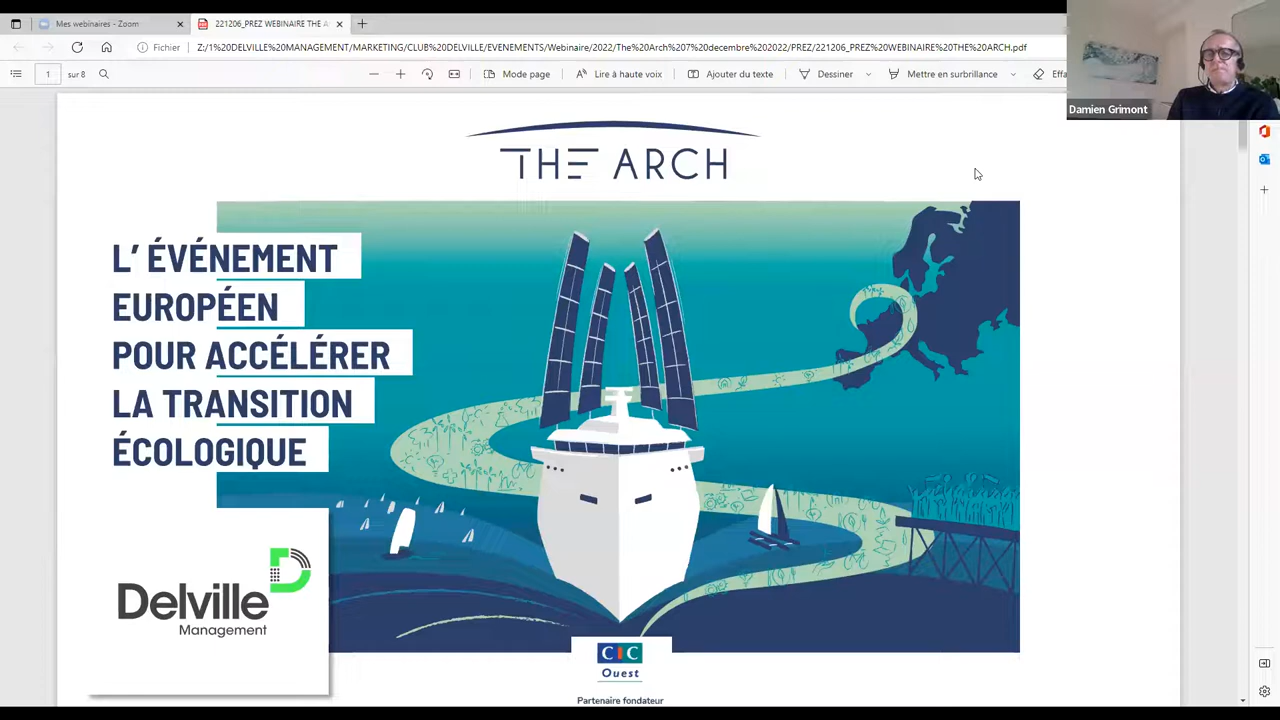 Mes webinaires - Zoom
221206_PREZ WEBINAIRE THE A
Fichier
Z:/1%20DELVILLE%20MANAGEMENT/MARKETING/CLUB%20DELVILLE/EVENEMENTS/Webinaire/2022/The%20Arch%207%20decembre%202022/PREZ/221206_PREZ%20WEBINAIRE%20THE%20ARCH.pdf
1 sur 8
Mode page
Lire à haute voix
Ajouter du texte
Dessiner
Mettre en surbrillance
Effa
Damien Grimont
THE ARCH
L' ÉVÉNEMENT
EUROPÉEN
POUR ACCÉLÉRER
LA TRANSITION
ÉCOLOGIQUE
Delville
Management
CIC
Ouest
Partenaire fondateur